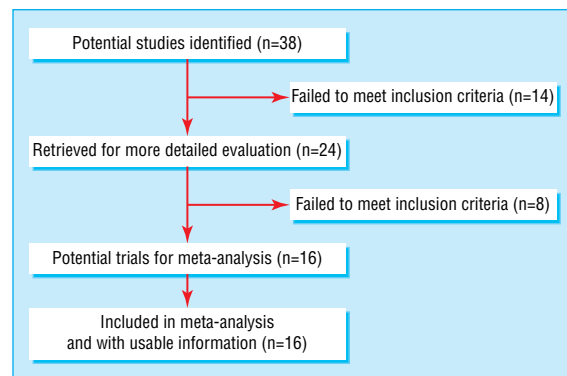 Potential studies identified (n=38)
Failed to meet inclusion criteria (n=14)
Retrieved for more detailed evaluation (n=24)
Failed to meet inclusion criteria (n=8)
Potential trials for meta-analysis (n=16)
Included in meta-analysis
and with usable information (n=16)